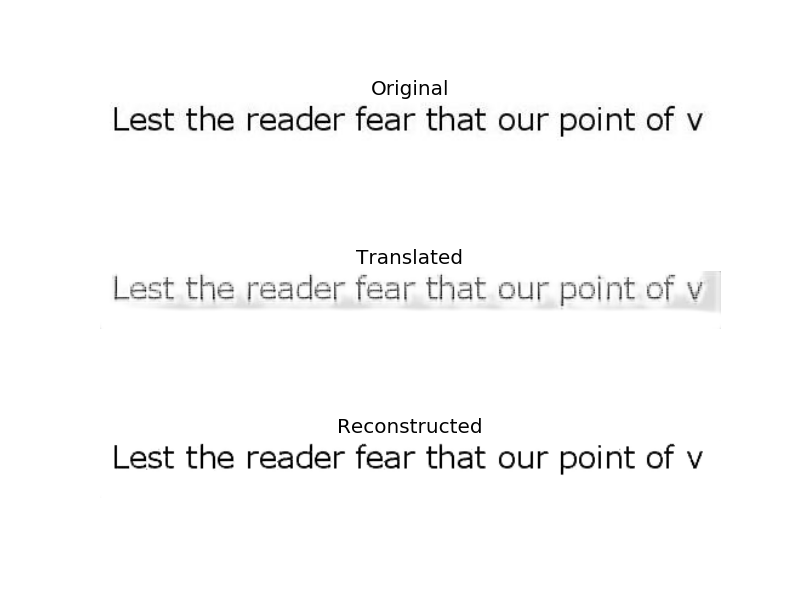 Original
Lest the reader fear that our point of v
Translated
Lest the reader fear that our point of v
Reconstructed
Lest the reader fear that our point of v